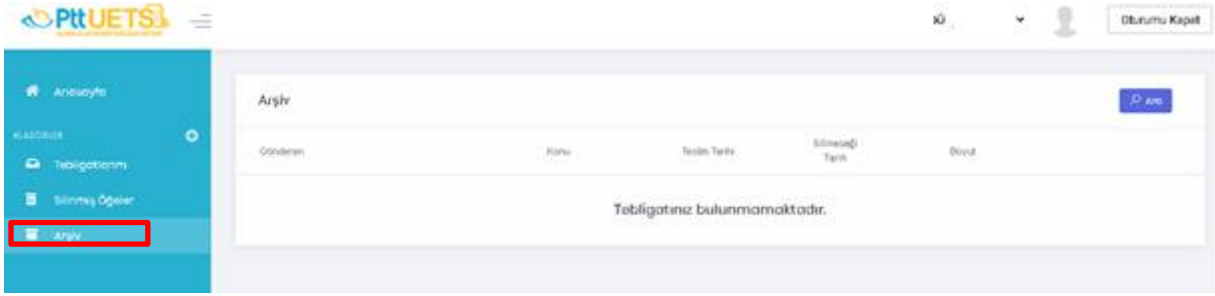 PttUETS
Oturumu Kapat
Anasayfa
Arşiv
Ara
KLASÖRLER
Gönderen Konu Teslim Tarihi Silineceği Tarih Boyut
Tebligatlarım
Silinmiş Öğeler
Tebligatınız bulunmamaktadır.
Arşiv